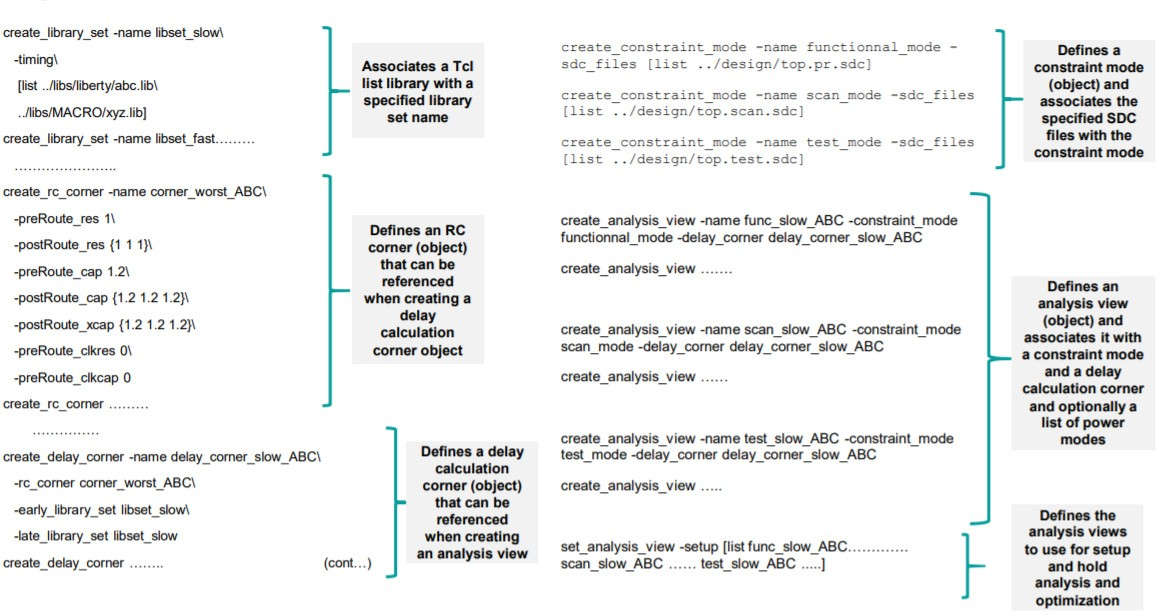 create_library_set -name libset_slow\
-timing\
[list ../libs/liberty/abc.lib\
../libs/MACRO/xyz.lib]
create_library_set -name libset_fast………
…………………..
Associates a Tcl
list library with a
specified library
set name
create_rc_corner -name corner_worst_ABC\
-preRoute_res 1\
-postRoute_res {1 1 1}\
-preRoute_cap 1.2\
-postRoute_cap {1.2 1.2 1.2}\
-postRoute_xcap {1.2 1.2 1.2}\
-preRoute_clkres 0\
-preRoute_clkcap 0
create_rc_corner ………
……………
Defines an RC
corner (object)
that can be
referenced
when creating a
delay
calculation
corner object
create_delay_corner -name delay_corner_slow_ABC\
-rc_corner corner_worst_ABC\
-early_library_set libset_slow\
-late_library_set libset_slow
create_delay_corner ……..
(cont…)
Defines a delay
calculation
corner (object)
that can be
referenced
when creating
an analysis view
create_constraint_mode -name functionnal_mode -
sdc_files [list ../design/top.pr.sdc]
create_constraint_mode -name scan_mode -sdc_files
[list ../design/top.scan.sdc]
create_constraint_mode -name test_mode -sdc_files
[list ../design/top.test.sdc]
Defines a
constraint mode
(object) and
associates the
specified SDC
files with the
constraint mode
create_analysis_view -name func_slow_ABC -constraint_mode
functionnal_mode -delay_corner delay_corner_slow_ABC
create_analysis_view …….
create_analysis_view -name scan_slow_ABC -constraint_mode
scan_mode -delay_corner delay_corner_slow_ABC
create_analysis_view ……
create_analysis_view -name test_slow_ABC -constraint_mode
test_mode -delay_corner delay_corner_slow_ABC
create_analysis_view …..
Defines an
analysis view
(object) and
associates it with
a constraint mode
and a delay
calculation corner
and optionally a
list of power
modes
set_analysis_view -setup [list func_slow_ABC………….
scan_slow_ABC …… test_slow_ABC …..]
Defines the
analysis views
to use for setup
and hold
analysis and
optimization